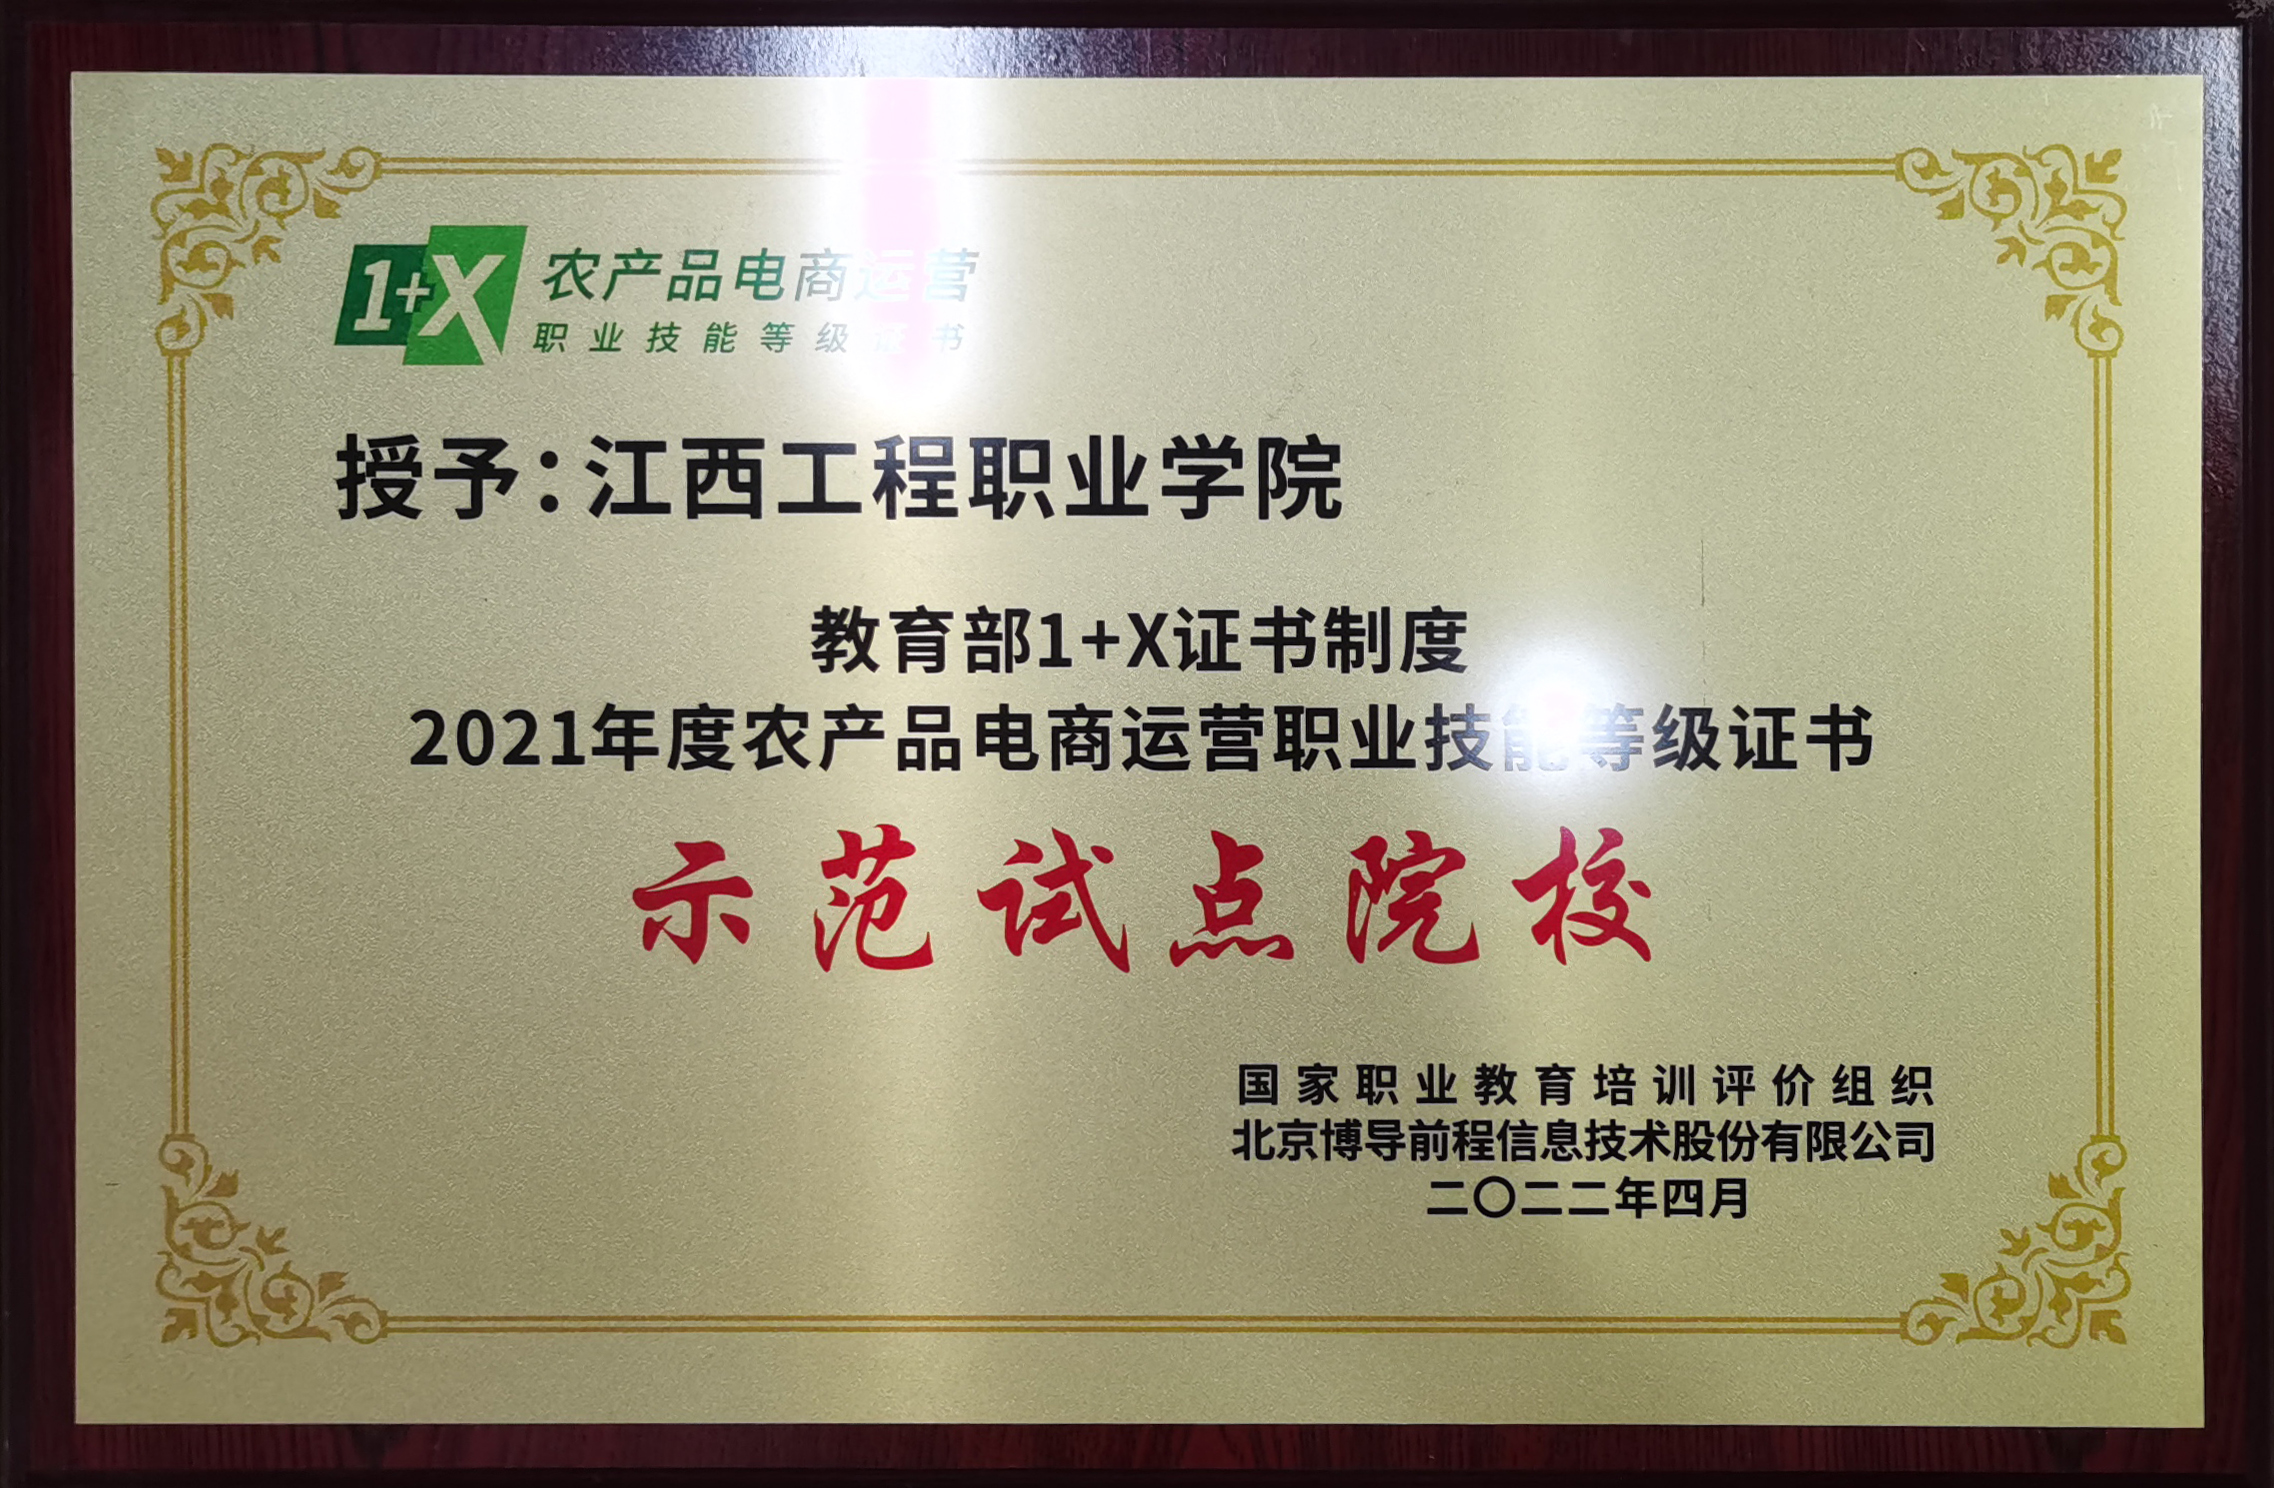 1+X 农产品电商运营
职业技能等级证书
授予：江西工程职业学院
教育部1+X证书制度
2021年度农产品电商运营职业技能等级证书
示范试点院校
国家职业教育培训评价组织
北京博导前程信息技术股份有限公司
二〇二二年四月